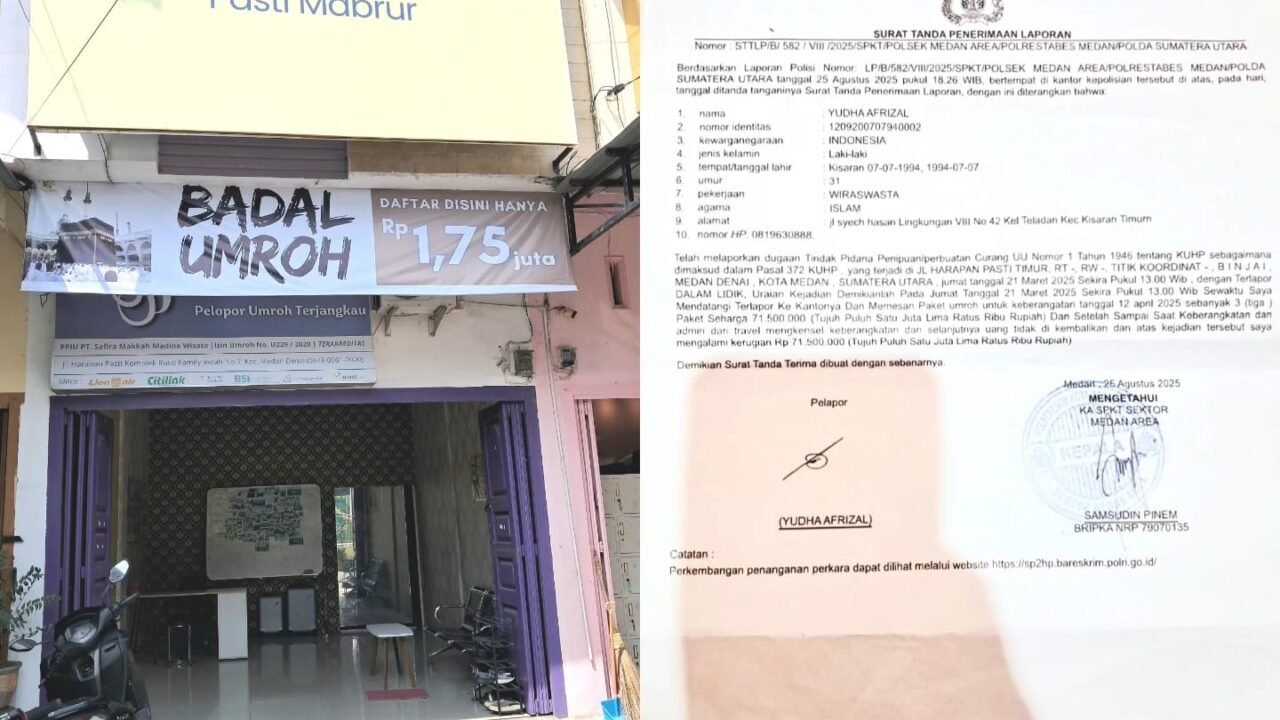 Pasti Mabrur
BADAL
UMROH
DAFTAR DISINI HANYA
Rp 1,75 juta
Pelopor Umroh Terjangkau
PPIU PT. Safira Makkah Madina Wisata | Izin Umroh No. U229 / 2020 | TERAKREDITASI
Jl. Harapan Pasti Komplek Ruko Family Indah No 7, Kec. Medan Denai
Lion air Citilink BSI
SURAT TANDA PENERIMAAN LAPORAN
Nomor : STTLP/B/ 582 / VIII /2025/SPKT/POLSEK MEDAN AREA/POLRESTABES MEDAN/POLDA SUMATERA UTARA
Berdasarkan Laporan Polisi Nomor: LP/B/582/VIII/2025/SPKT/POLSEK MEDAN AREA/POLRESTABES MEDAN/POLDA
SUMATERA UTARA tanggal 25 Agustus 2025 pukul 18.26 WIB, bertempat di kantor kepolisian tersebut di atas, pada hari,
tanggal ditanda tanganinya Surat Tanda Penerimaan Laporan, dengan ini diterangkan bahwa:
1. nama : YUDHA AFRIZAL
2. nomor identitas : 1209200707940002
3. kewarganegaraan : INDONESIA
4. jenis kelamin : Laki-laki
5. tempat/tanggal lahir : Kisaran 07-07-1994, 1994-07-07
6. umur : 31
7. pekerjaan : WIRASWASTA
8. agama : ISLAM
9. alamat : jl syech hasan Lingkungan VIII No 42 Kel Teladan Kec Kisaran Timurn
10. nomor HP. 0819630888.
Telah melaporkan dugaan Tindak Pidana Penipuan/perbuatan Curang UU Nomor 1 Tahun 1946 tentang KUHP sebagaimana
dimaksud dalam Pasal 372 KUHP , yang terjadi di JL HARAPAN PASTI TIMUR, RT -, RW -, TITIK KOORDINAT - , B I N J A I ,
MEDAN DENAI , KOTA MEDAN , SUMATERA UTARA , jumat tanggal 21 Maret 2025 Sekira Pukul 13.00 Wib , dengan Terlapor
DALAM LIDIK, Uraian Kejadian Demikianlah Pada Jumat Tanggal 21 Maret 2025 Sekira Pukul 13.00 Wib Sewaktu Saya
Mendatangi Terlapor Ke Kantornya Dan Memesan Paket umroh untuk keberangatan tanggal 12 april 2025 sebanyak 3 (tiga )
Paket Seharga 71.500.000 (Tujuh Puluh Satu Juta Lima Ratus Ribu Rupiah) Dan Setelah Sampai Saat Keberangkatan dan
admin dari travel mengkensel keberangkatan dan selanjutnya uang tidak di kembalikan dan atas kejadian tersebut saya
mengalami kerugian Rp 71.500.000 (Tujuh Puluh Satu Juta Lima Ratus Ribu Rupiah)
Demikian Surat Tanda Terima dibuat dengan sebenarnya.
Medan , 26 Agustus 2025
MENGETAHUI
KA SPKT SEKTOR
MEDAN AREA
Pelapor
KEPALA
(YUDHA AFRIZAL)
SAMSUDIN PINEM
BRIPKA NRP 79070135
Catatan :
Perkembangan penanganan perkara dapat dilihat melalui website https://sp2hp.bareskrim.polri.go.id/